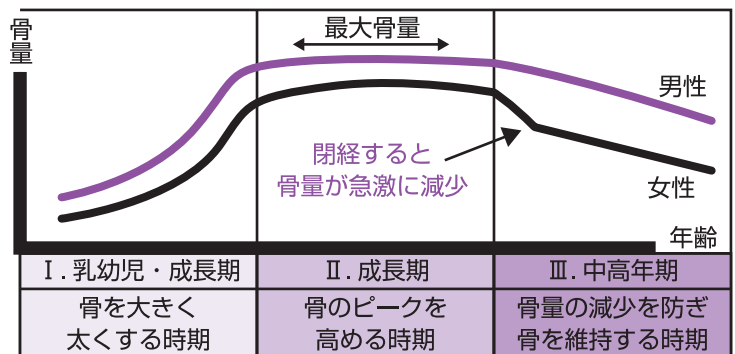 骨量
最大骨量
男性
閉経すると
骨量が急激に減少
女性
年齢
Ⅰ. 乳幼児・成長期
Ⅱ. 成長期
Ⅲ. 中高年期
骨を大きく
太くする時期
骨のピークを
高める時期
骨量の減少を防ぎ
骨を維持する時期